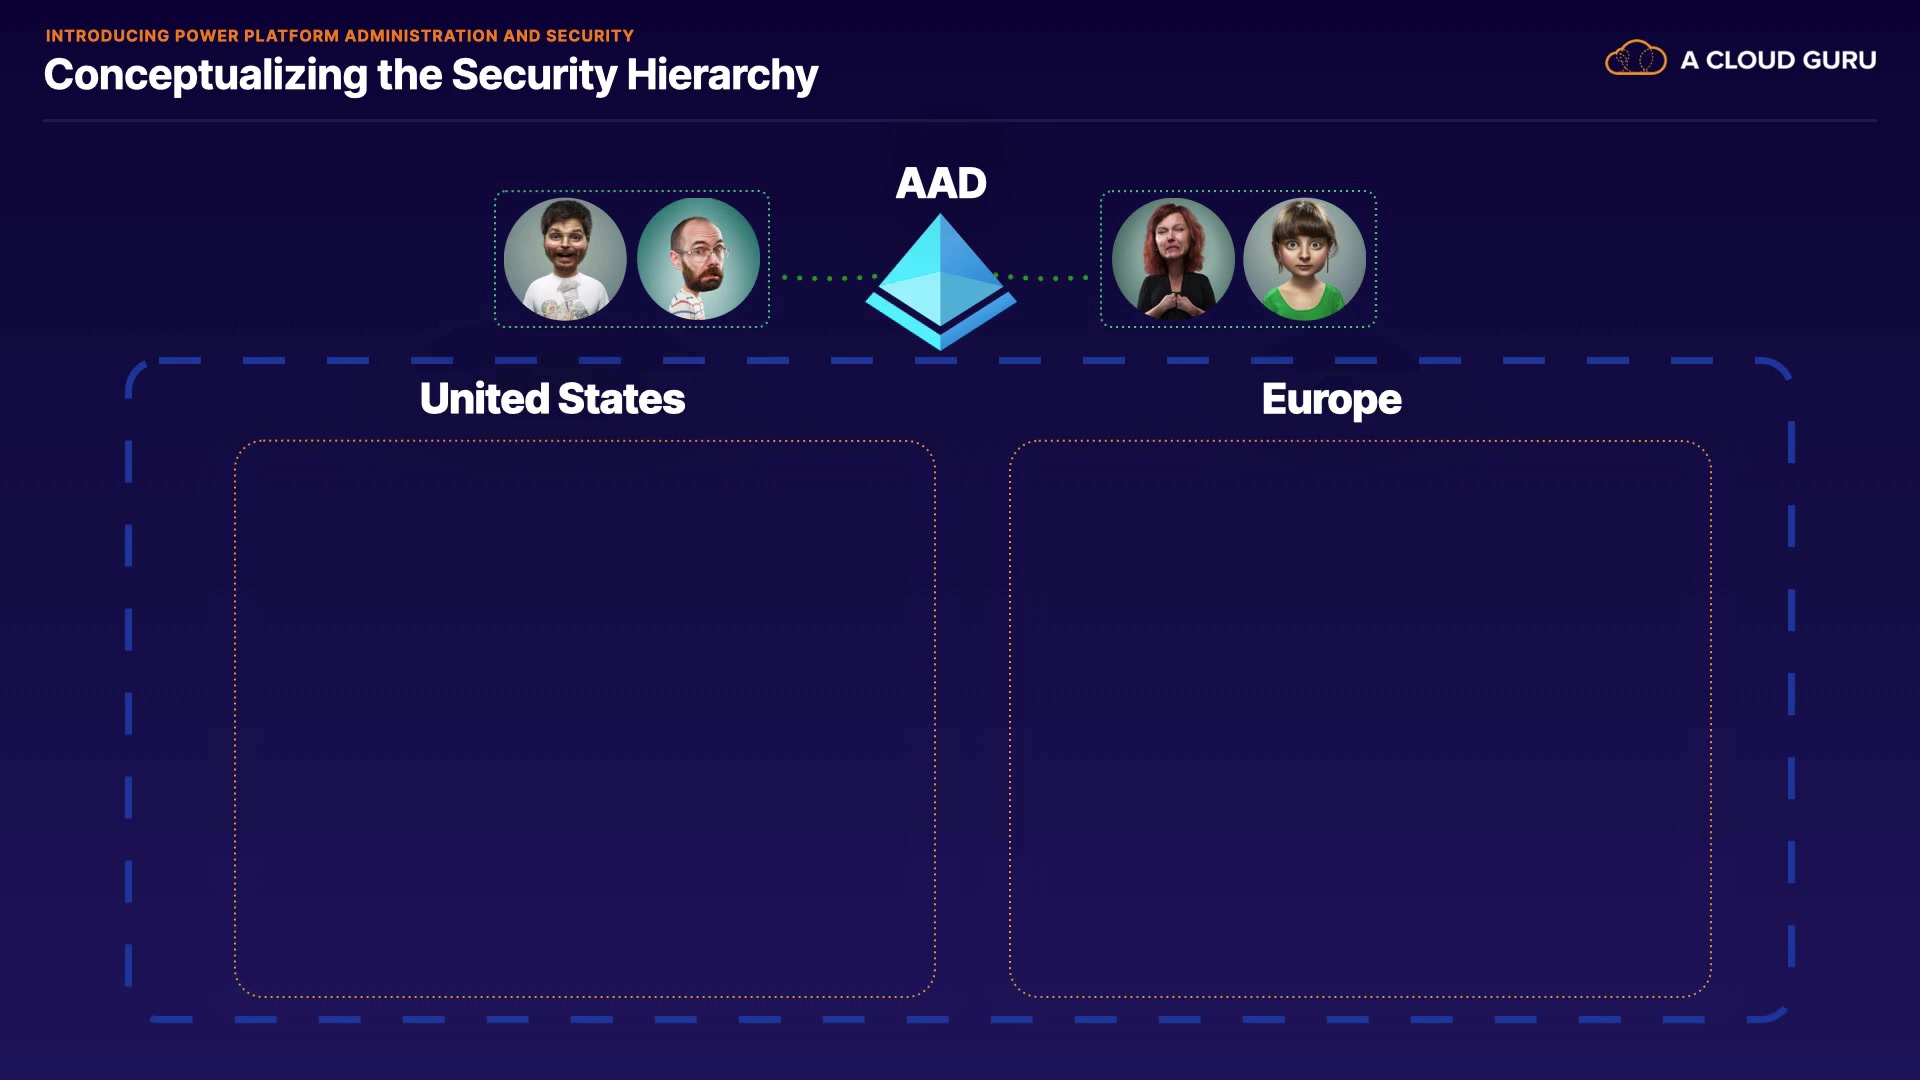 INTRODUCING POWER PLATFORM ADMINISTRATION AND SECURITY
Conceptualizing the Security Hierarchy
A CLOUD GURU
AAD
United States
Europe